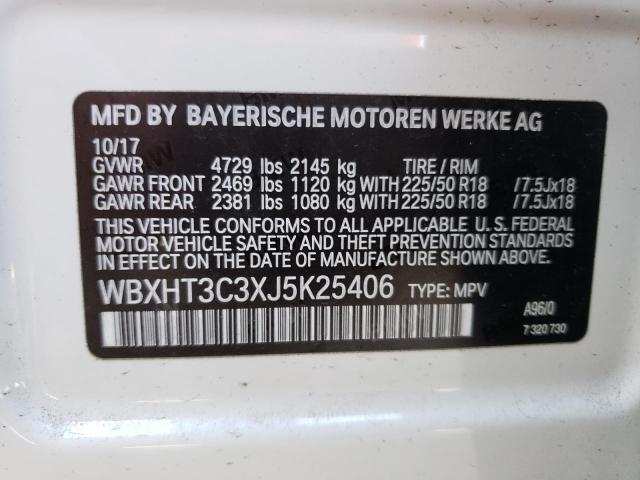 MFD BY BAYERISCHE MOTOREN WERKE AG
10/17
GVWR 4729 lbs 2145 kg TIRE / RIM
GAWR FRONT 2469 lbs 1120 kg WITH 225/50 R18 /7.5Jx18
GAWR REAR 2381 lbs 1080 kg WITH 225/50 R18 /7.5Jx18
THIS VEHICLE CONFORMS TO ALL APPLICABLE U. S. FEDERAL
MOTOR VEHICLE SAFETY AND THEFT PREVENTION STANDARDS
IN EFFECT ON THE DATE OF MANUFACTURE SHOWN ABOVE.
WBXHT3C3XJ5K25406 TYPE: MPV
A96/0
7 320 730